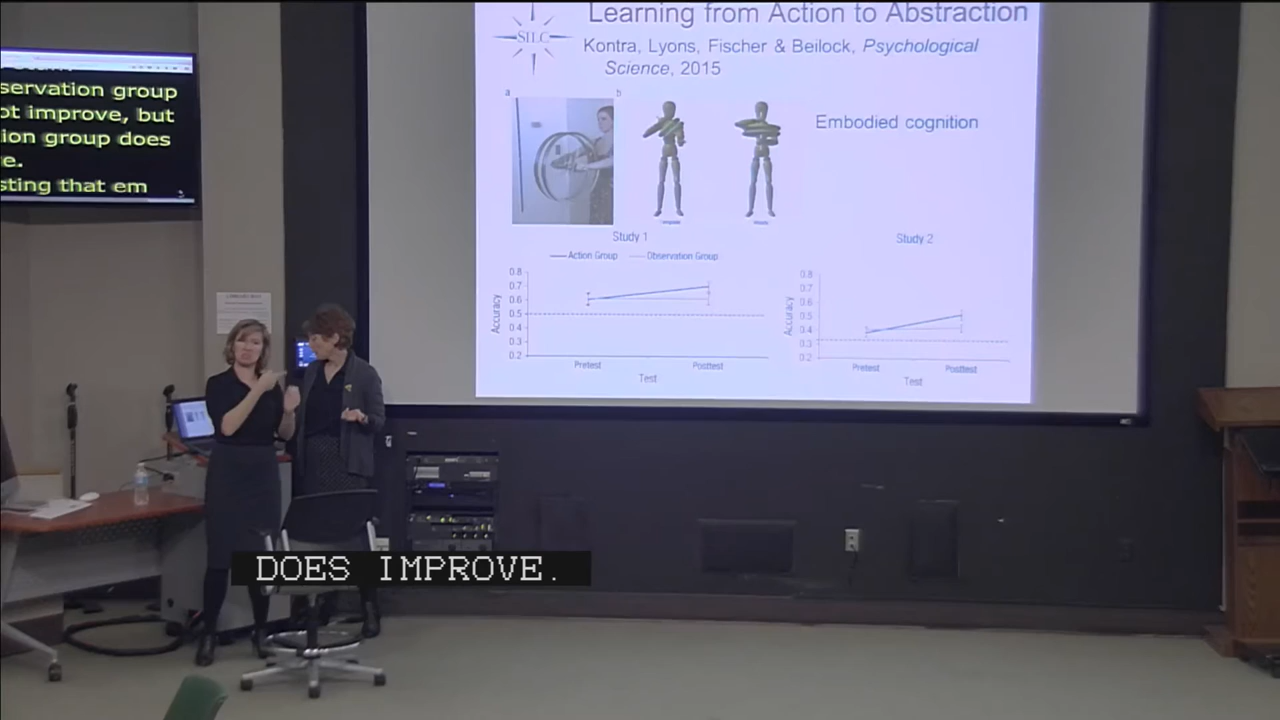 servation group
ot improve, but
ion group does
e.
sting that em
Learning from Action to Abstraction
SILC
Kontra, Lyons, Fischer & Beilock, Psychological
Science, 2015
a
b
Embodied cognition
Study 1
Action Group
Observation Group
Accuracy
0.8
0.7
0.6
0.5
0.4
0.3
0.2
Pretest
Posttest
Test
Study 2
Accuracy
0.8
0.7
0.6
0.5
0.4
0.3
0.2
Pretest
Posttest
Test
DOES IMPROVE.